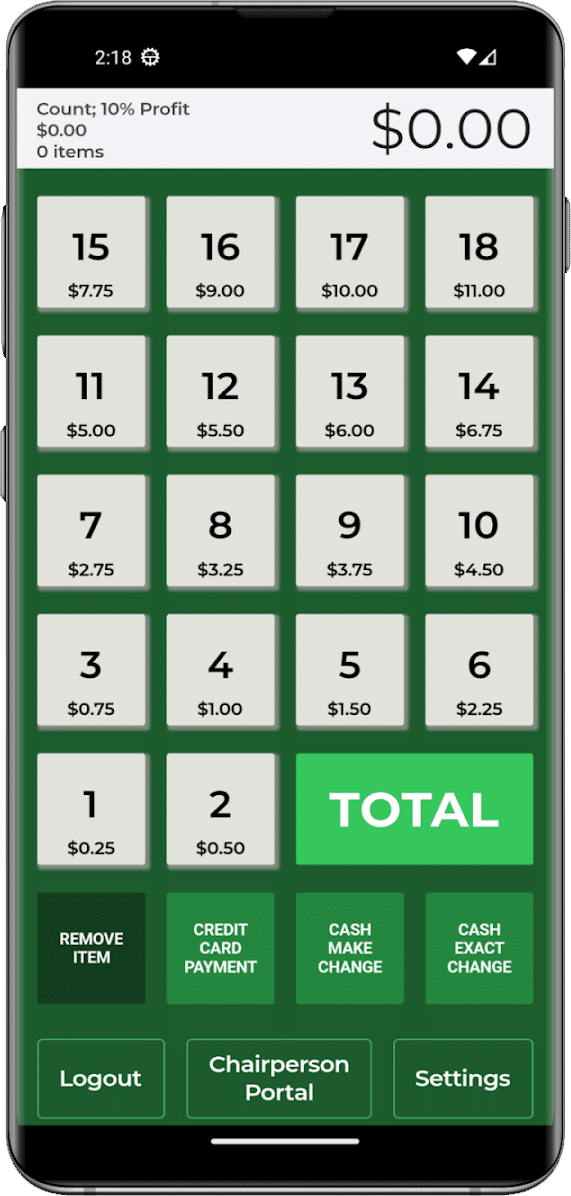 2:18
Count; 10% Profit
$0.00
0 items
$0.00
15 16 17 18
$7.75 $9.00 $10.00 $11.00
11 12 13 14
$5.00 $5.50 $6.00 $6.75
7 8 9 10
$2.75 $3.25 $3.75 $4.50
3 4 5 6
$0.75 $1.00 $1.50 $2.25
1 2
$0.25 $0.50
TOTAL
REMOVE
ITEM
CREDIT
CARD
PAYMENT
CASH
MAKE
CHANGE
CASH
EXACT
CHANGE
Logout
Chairperson
Portal
Settings